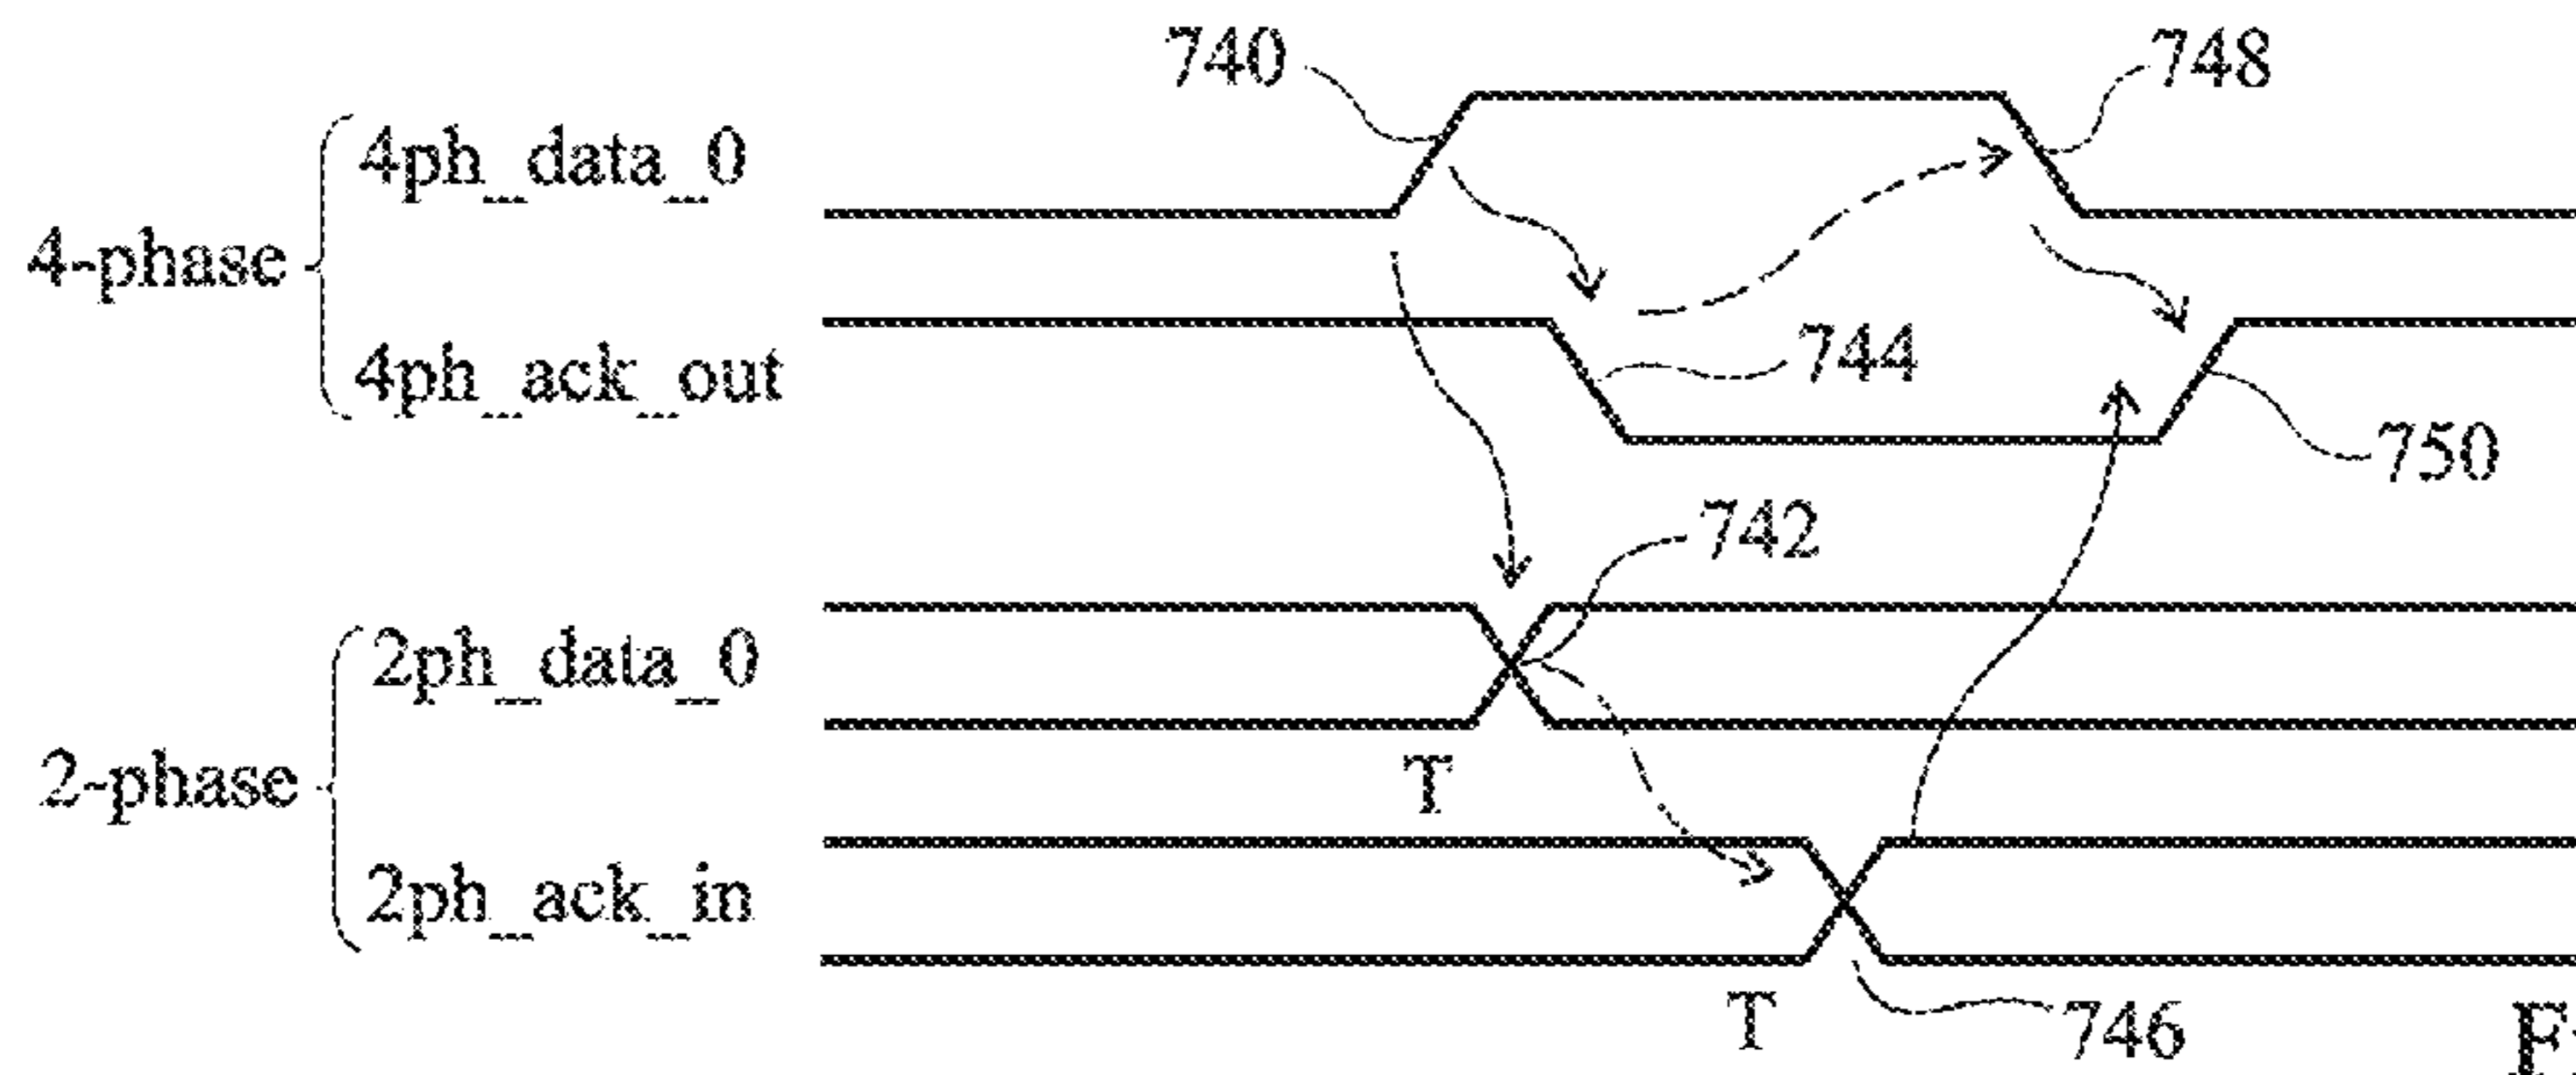 740
748
4ph_data_0
4-phase
4ph_ack_out
744
750
742
2ph_data_0
2-phase
T
2ph_ack_in
T
746